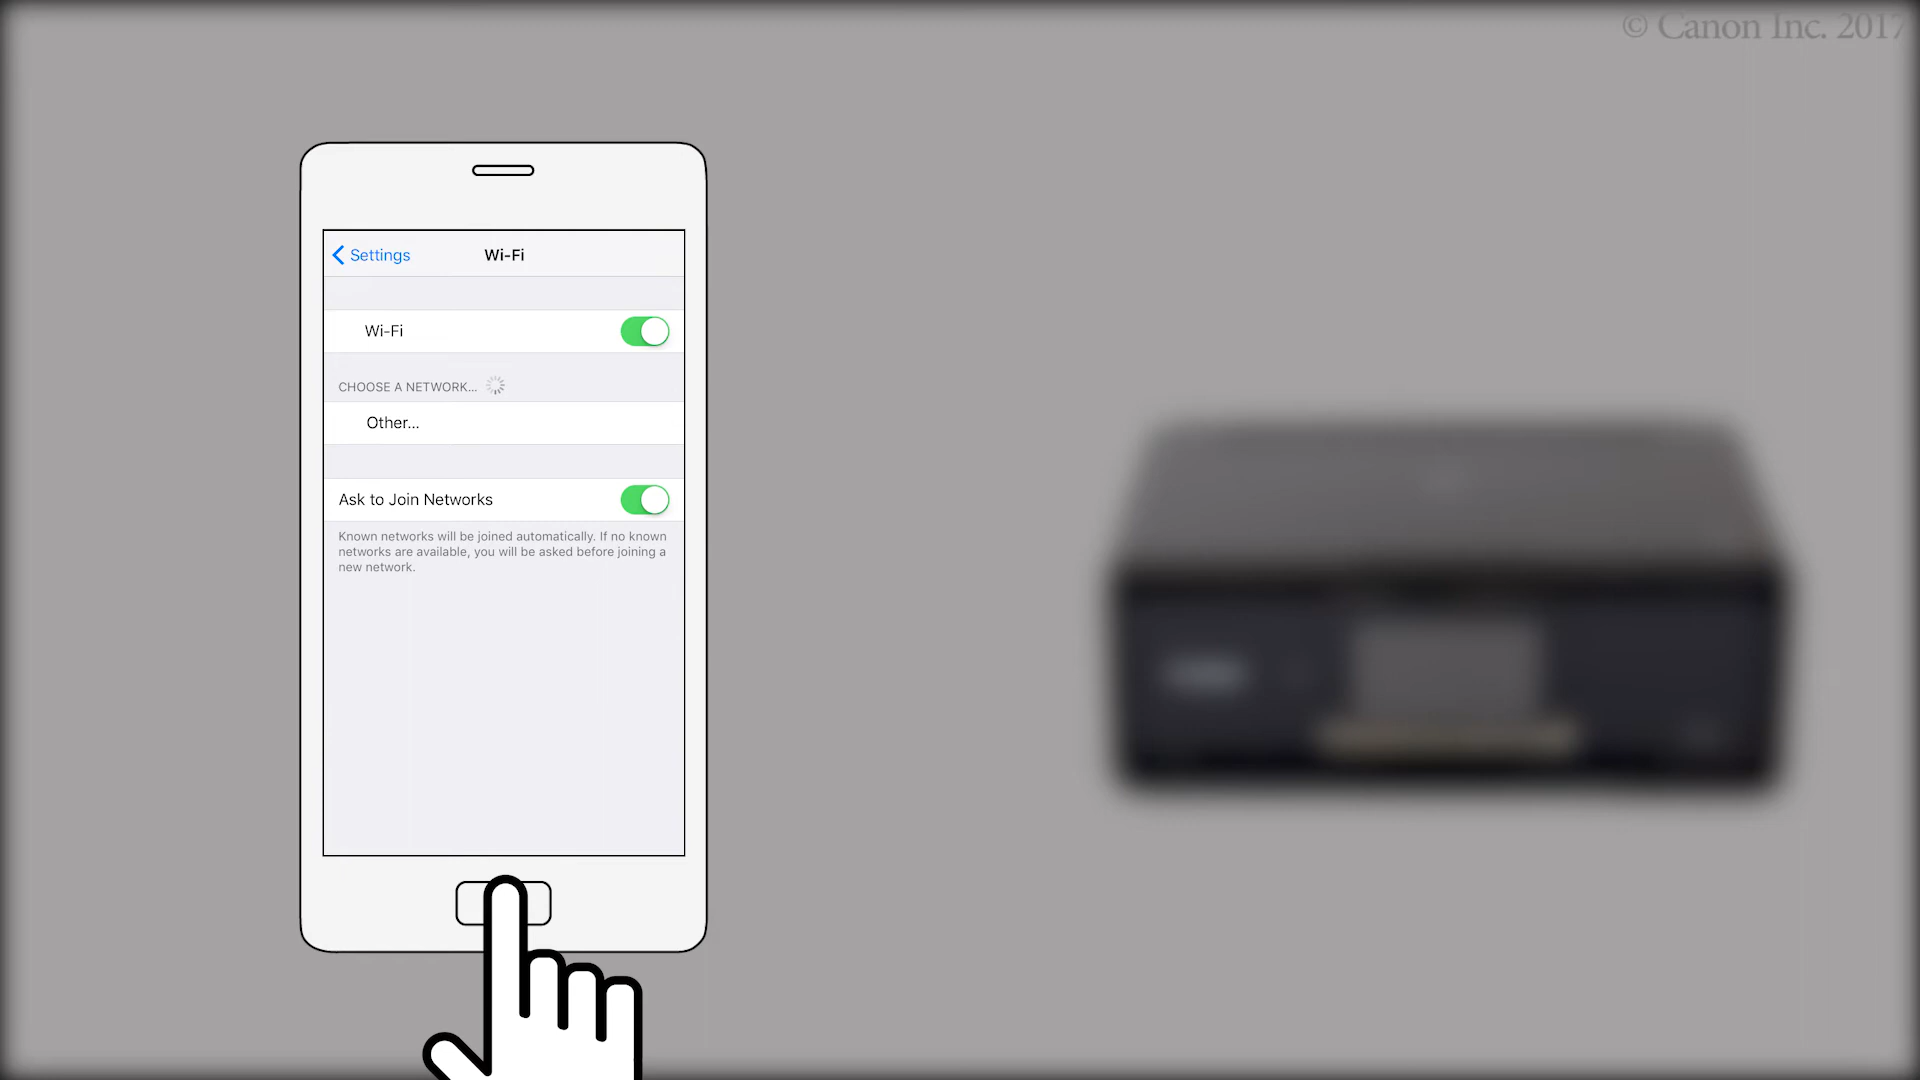 © Canon Inc. 2017
Settings
Wi-Fi
Wi-Fi
CHOOSE A NETWORK...
Other...
Ask to Join Networks
Known networks will be joined automatically. If no known
networks are available, you will be asked before joining a
new network.